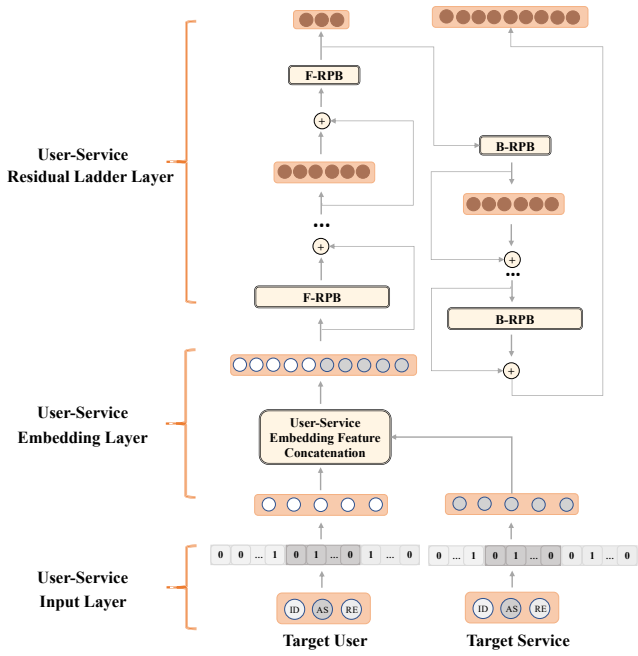 F-RPB
+
B-RPB
User-Service
Residual Ladder Layer
...
+
+
...
F-RPB
B-RPB
+
User-Service
Embedding Layer
User-Service
Embedding Feature
Concatenation
0 0 ... 1 0 1 ... 0 1 ... 0
0 ... 1 0 1 ... 0 0 1 ... 0
User-Service
Input Layer
ID AS RE
ID AS RE
Target User
Target Service